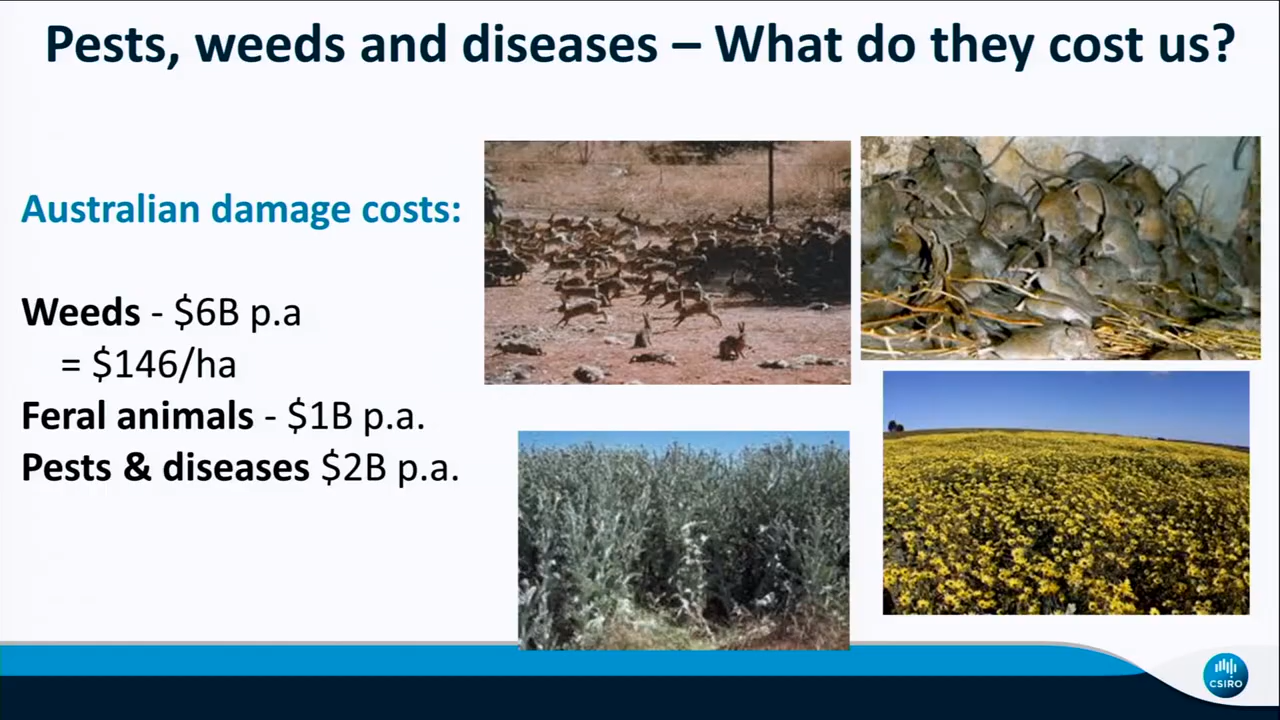 Pests, weeds and diseases – What do they cost us?
Australian damage costs:
Weeds - $6B p.a
= $146/ha
Feral animals - $1B p.a.
Pests & diseases $2B p.a.
CSIRO